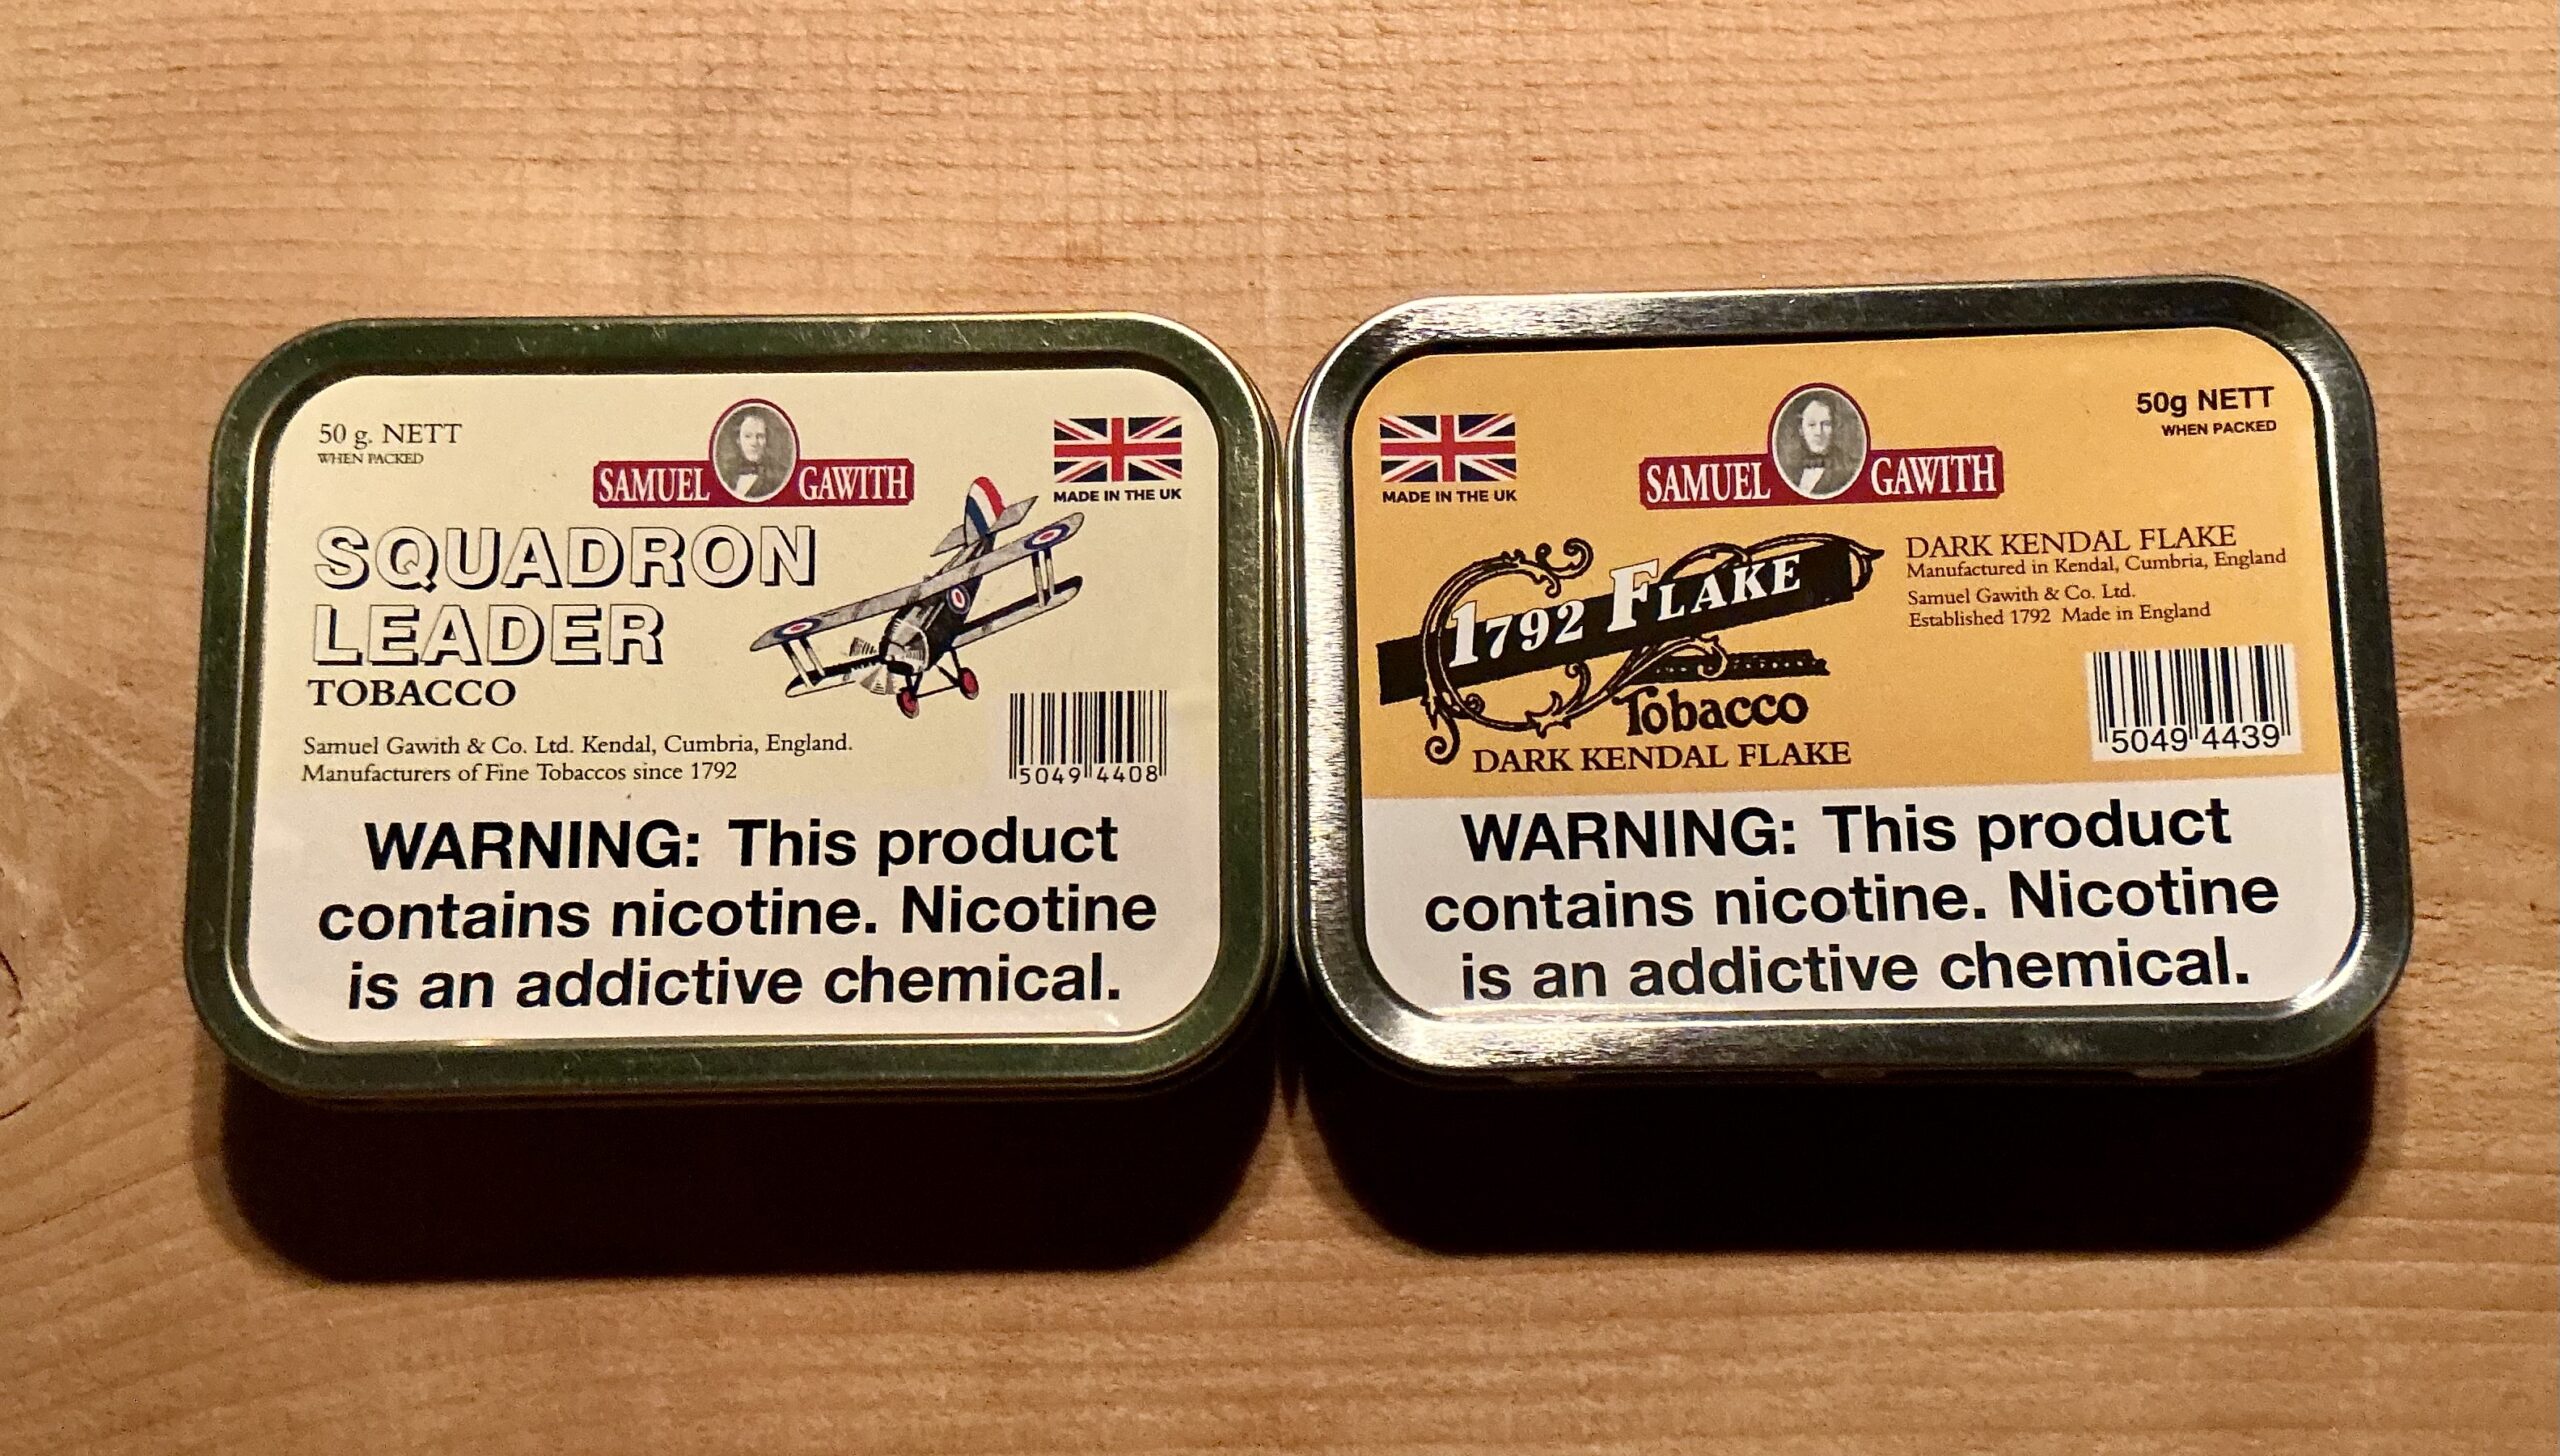 50 g. NETT
WHEN PACKED
SAMUEL GAWITH
MADE IN THE UK
SQUADRON
LEADER
TOBACCO
Samuel Gawith & Co. Ltd. Kendal, Cumbria, England.
Manufacturers of Fine Tobaccos since 1792
5049 4408
WARNING: This product
contains nicotine. Nicotine
is an addictive chemical.
MADE IN THE UK
SAMUEL GAWITH
50g NETT
WHEN PACKED
1792 FLAKE
Tobacco
DARK KENDAL FLAKE
DARK KENDAL FLAKE
Manufactured in Kendal, Cumbria, England
Samuel Gawith & Co. Ltd.
Established 1792 Made in England
5049 4439
WARNING: This product
contains nicotine. Nicotine
is an addictive chemical.